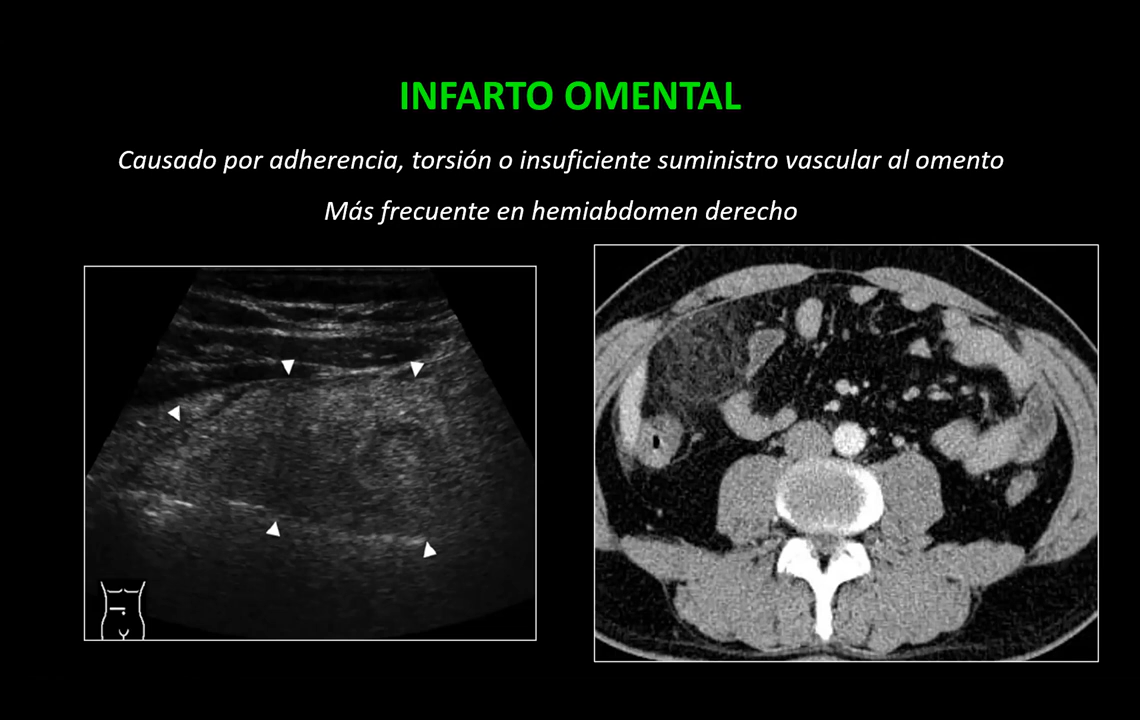 INFARTO OMENTAL
Causado por adherencia, torsión o insuficiente suministro vascular al omento
Más frecuente en hemiabdomen derecho